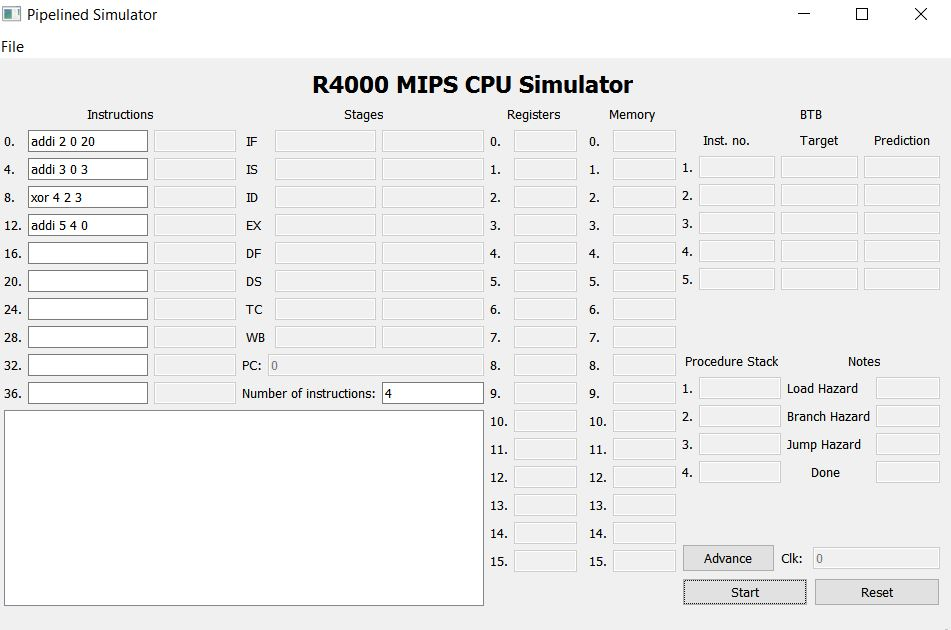 Pipelined Simulator
File
R4000 MIPS CPU Simulator
Instructions Stages Registers Memory BTB
Inst. no. Target Prediction
0. addi 2 0 20 IF 0. 0.
1.
4. addi 3 0 3 IS 1. 1.
2.
8. xor 4 2 3 ID 2. 2.
3.
12. addi 5 4 0 EX 3. 3.
4.
16. DF 4. 4.
5.
20. DS 5. 5.
24. TC 6. 6.
28. WB 7. 7.
Procedure Stack Notes
32. PC: 0 8. 8.
1. Load Hazard
36. Number of instructions: 4 9. 9.
2. Branch Hazard
10. 10.
3. Jump Hazard
11. 11.
4. Done
12. 12.
13. 13.
14. 14.
15. 15.
Advance Clk: 0
Start Reset